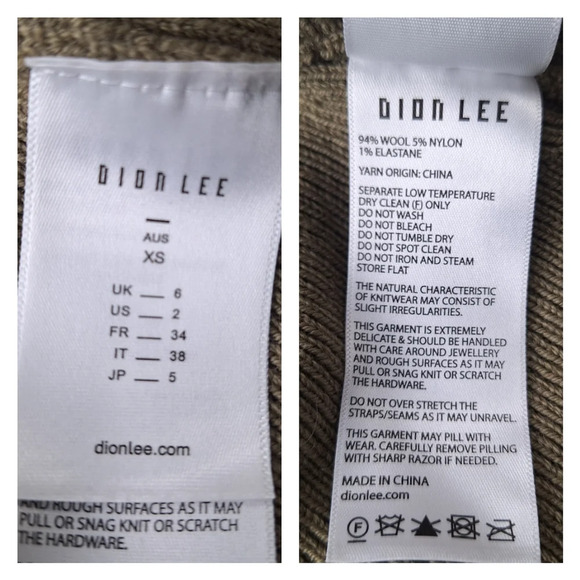 DION LEE
AUS
XS
UK — 6
US — 2
FR — 34
IT — 38
JP — 5
dionlee.com
AND ROUGH SURFACES AS IT MAY
PULL OR SNAG KNIT OR SCRATCH
THE HARDWARE.
DION LEE
94% WOOL 5% NYLON
1% ELASTANE
YARN ORIGIN: CHINA
SEPARATE LOW TEMPERATURE
DRY CLEAN (F) ONLY
DO NOT WASH
DO NOT BLEACH
DO NOT TUMBLE DRY
DO NOT SPOT CLEAN
DO NOT IRON AND STEAM
STORE FLAT
THE NATURAL CHARACTERISTIC
OF KNITWEAR MAY CONSIST OF
SLIGHT IRREGULARITIES.
THIS GARMENT IS EXTREMELY
DELICATE & SHOULD BE HANDLED
WITH CARE AROUND JEWELLERY
AND ROUGH SURFACES AS IT MAY
PULL OR SNAG KNIT OR SCRATCH
THE HARDWARE.
DO NOT OVER STRETCH THE
STRAPS/SEAMS AS IT MAY UNRAVEL.
THIS GARMENT MAY PILL WITH
WEAR. CAREFULLY REMOVE PILLING
WITH SHARP RAZOR IF NEEDED.
MADE IN CHINA
dionlee.com
F